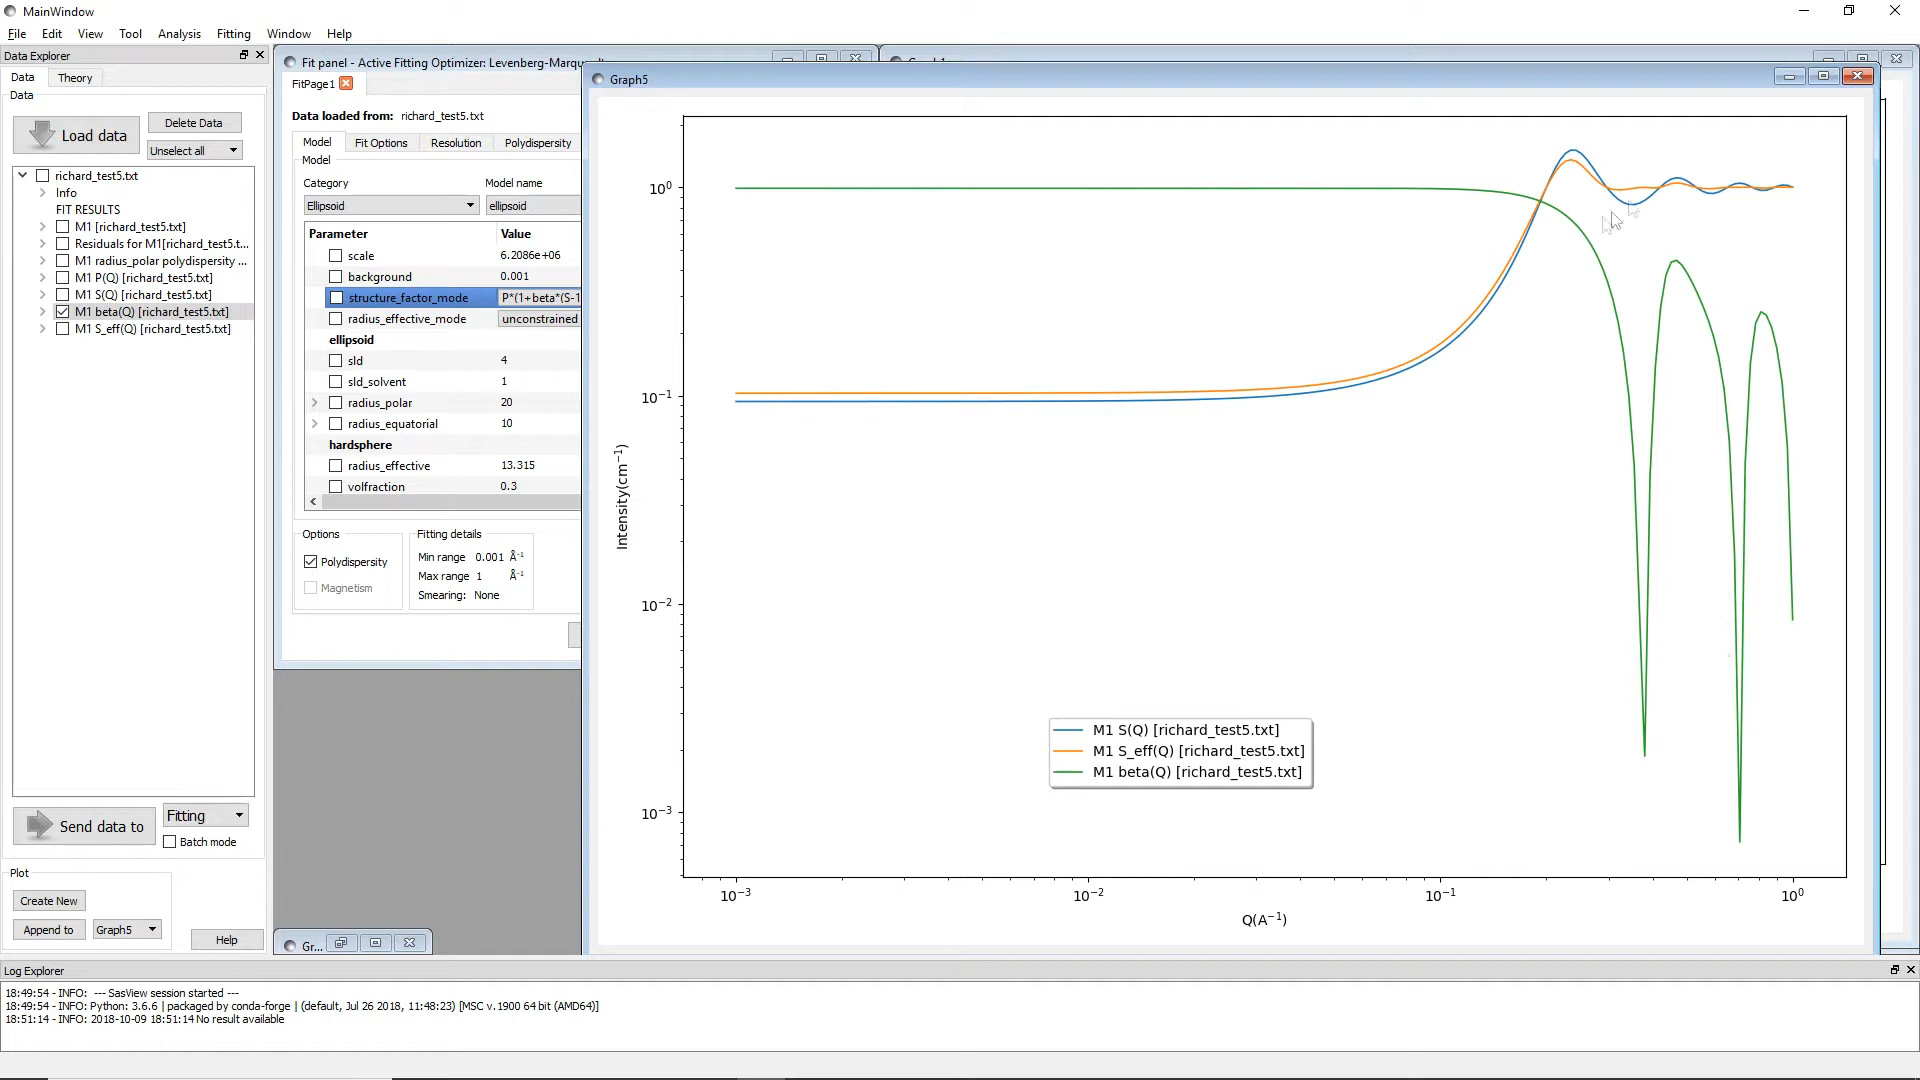 MainWindow
File Edit View Tool Analysis Fitting Window Help
Data Explorer
Data Theory
Data
Load data
Delete Data
Unselect all
richard_test5.txt
Info
FIT RESULTS
M1 [richard_test5.txt]
Residuals for M1[richard_test5.t...
M1 radius_polar polydispersity ...
M1 P(Q) [richard_test5.txt]
M1 S(Q) [richard_test5.txt]
M1 beta(Q) [richard_test5.txt]
M1 S_eff(Q) [richard_test5.txt]
Send data to
Fitting
Batch mode
Plot
Create New
Append to
Graph5
Help
Fit panel - Active Fitting Optimizer: Levenberg-Marqu
FitPage1
Data loaded from: richard_test5.txt
Model Fit Options Resolution Polydispersity
Model
Category Model name
Ellipsoid ellipsoid
Parameter Value
scale 6.2086e+06
background 0.001
structure_factor_mode P*(1+beta*(S-1
radius_effective_mode unconstrained
ellipsoid
sld 4
sld_solvent 1
radius_polar 20
radius_equatorial 10
hardsphere
radius_effective 13.315
volfraction 0.3
Options
Polydispersity
Magnetism
Fitting details
Min range 0.001 Å-1
Max range 1 Å-1
Smearing: None
Gr...
Graph5
10⁰
10⁻¹
10⁻²
10⁻³
Intensity(cm⁻¹)
M1 S(Q) [richard_test5.txt]
M1 S_eff(Q) [richard_test5.txt]
M1 beta(Q) [richard_test5.txt]
10⁻³ 10⁻² 10⁻¹ 10⁰
Q(A⁻¹)
Log Explorer
18:49:54 - INFO: --- SasView session started ---
18:49:54 - INFO: Python: 3.6.6 | packaged by conda-forge | (default, Jul 26 2018, 11:48:23) [MSC v.1900 64 bit (AMD64)]
18:51:14 - INFO: 2018-10-09 18:51:14 No result available